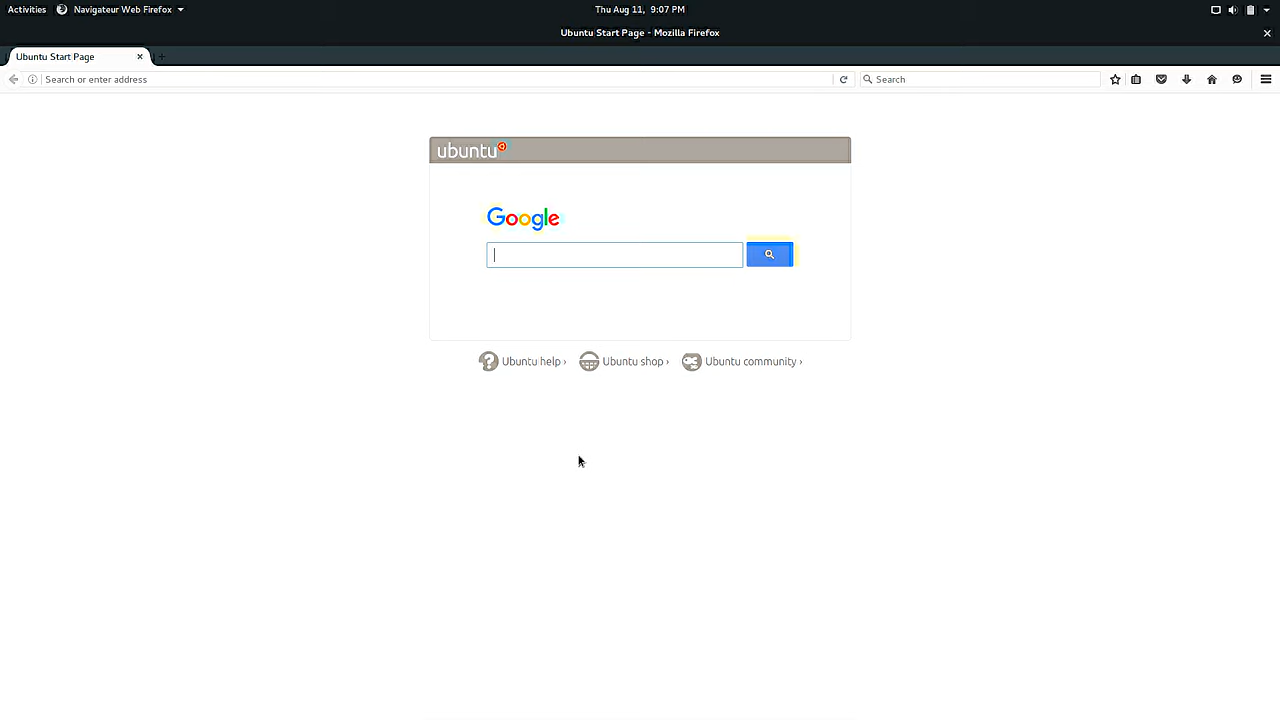 Activities Navigateur Web Firefox Thu Aug 11, 9:07 PM
Ubuntu Start Page - Mozilla Firefox
Ubuntu Start Page
Search or enter address Search
ubuntu
Google
Ubuntu help › Ubuntu shop › Ubuntu community ›